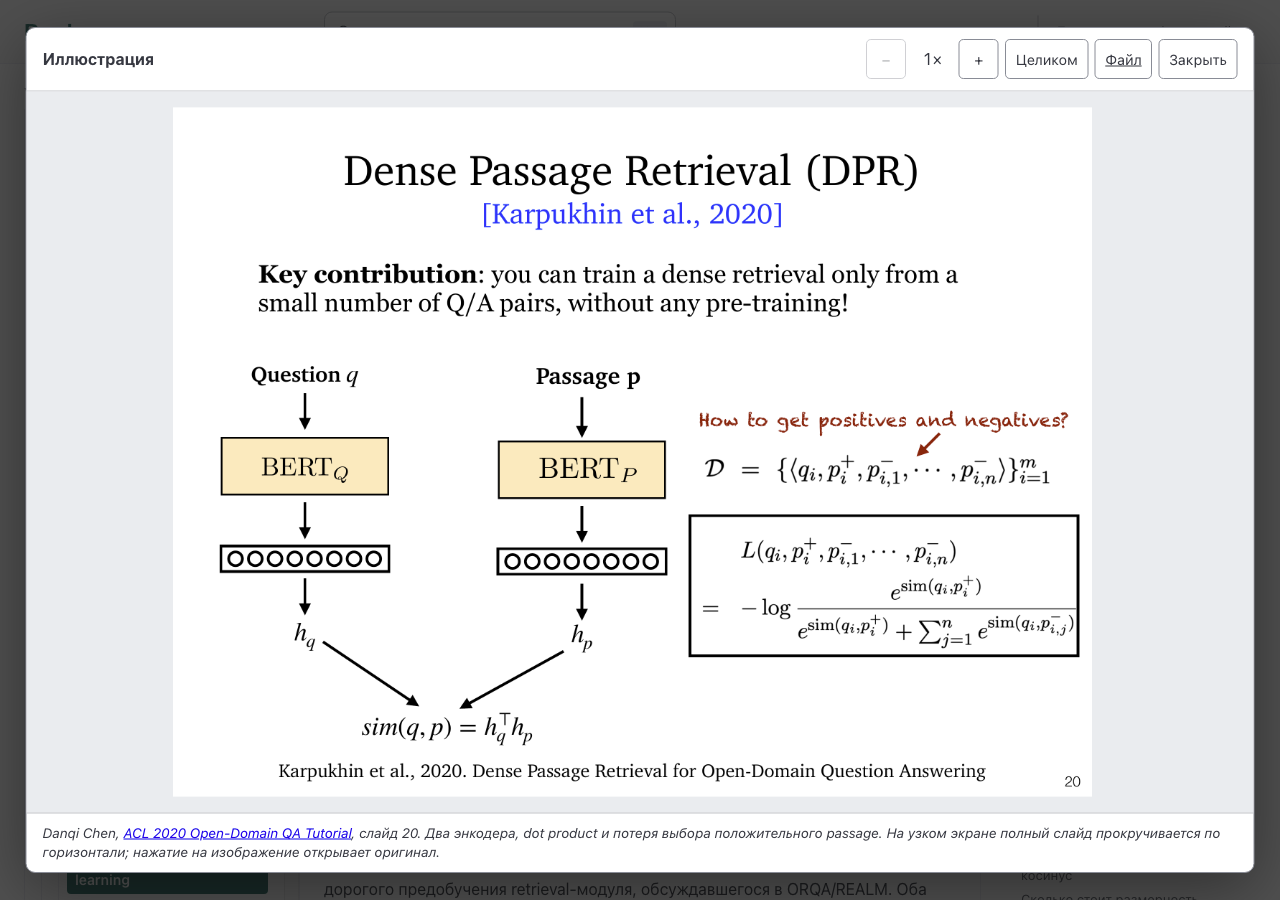 Иллюстрация
−
1×
+
Целиком
Файл
Закрыть
Dense Passage Retrieval (DPR)
[Karpukhin et al., 2020]
Key contribution: you can train a dense retrieval only from a
small number of Q/A pairs, without any pre-training!
Question q
Passage p
How to get positives and negatives?
BERT_Q
BERT_P
𝒟 = {⟨q_i, p_i^+, p_{i,1}^−, ⋯ , p_{i,n}^−⟩}_{i=1}^m
L(q_i, p_i^+, p_{i,1}^−, ⋯ , p_{i,n}^−)
= −log e^{sim(q_i,p_i^+)} / (e^{sim(q_i,p_i^+)} + ∑_{j=1}^n e^{sim(q_i,p_{i,j}^−)})
h_q
h_p
sim(q, p) = h_q^⊤ h_p
Karpukhin et al., 2020. Dense Passage Retrieval for Open-Domain Question Answering
20
Danqi Chen, ACL 2020 Open-Domain QA Tutorial, слайд 20. Два энкодера, dot product и потеря выбора положительного passage. На узком экране полный слайд прокручивается по
горизонтали; нажатие на изображение открывает оригинал.
learning
дорогого предобучения retrieval-модуля, обсуждавшегося в ORQA/REALM. Оба
косинус